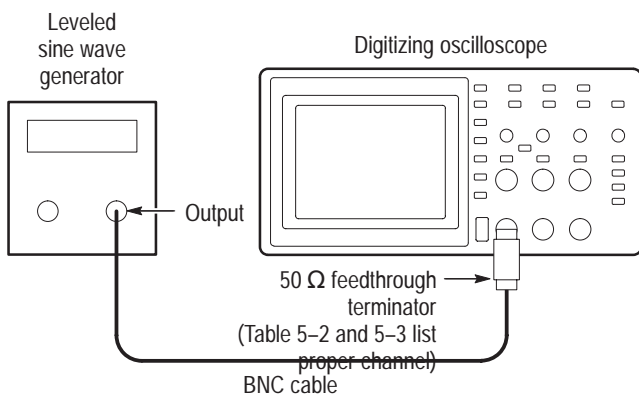 Leveled
sine wave
generator
Digitizing oscilloscope
Output
50 Ω feedthrough
terminator
(Table 5–2 and 5–3 list
proper channel)
BNC cable